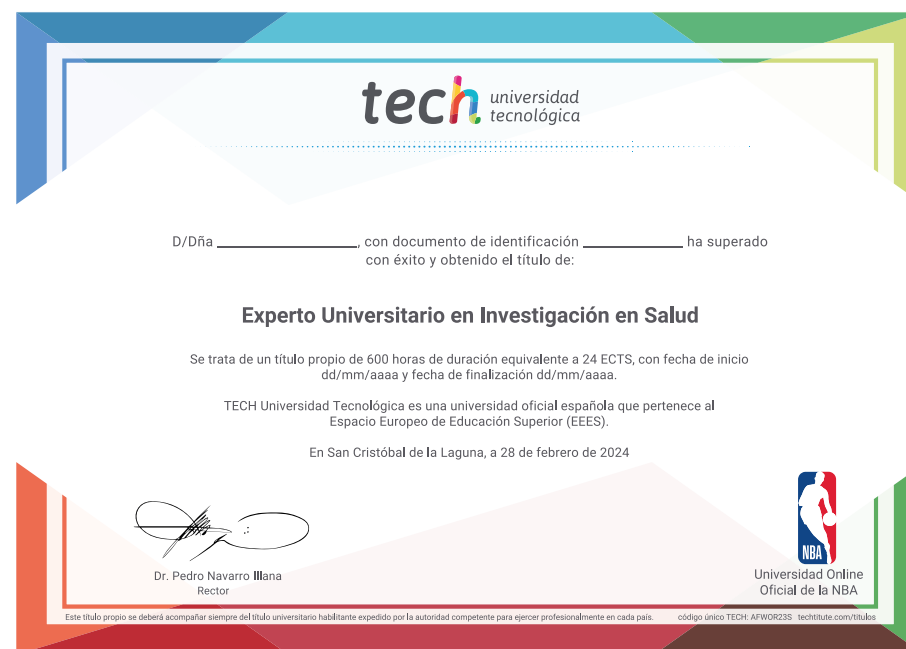 tech universidad
tecnológica
D/Dña ____________________, con documento de identificación ______________ ha superado
con éxito y obtenido el título de:
Experto Universitario en Investigación en Salud
Se trata de un título propio de 600 horas de duración equivalente a 24 ECTS, con fecha de inicio
dd/mm/aaaa y fecha de finalización dd/mm/aaaa.
TECH Universidad Tecnológica es una universidad oficial española que pertenece al
Espacio Europeo de Educación Superior (EEES).
En San Cristóbal de la Laguna, a 28 de febrero de 2024
Dr. Pedro Navarro Illana
Rector
NBA
Universidad Online
Oficial de la NBA
Este título propio se deberá acompañar siempre del título universitario habilitante expedido por la autoridad competente para ejercer profesionalmente en cada país. código único TECH: AFWOR23S techtitute.com/titulos